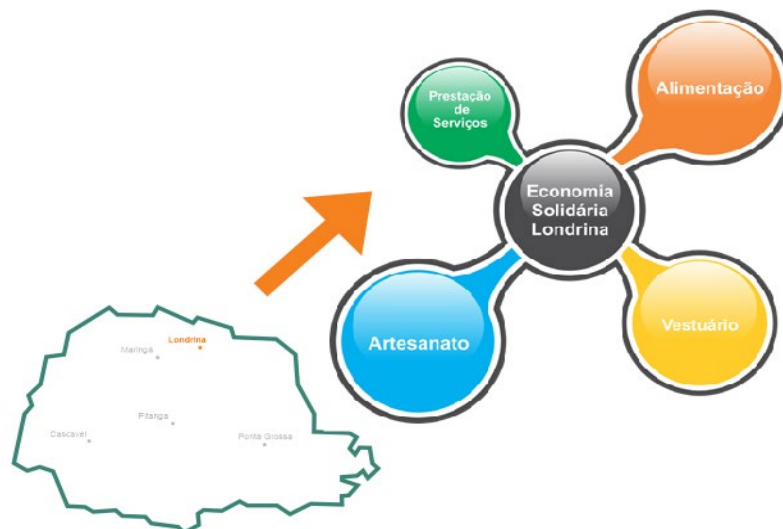 Prestação
de
Serviços
Alimentação
Economia
Solidária
Londrina
Artesanato
Vestuário
Londrina
Maringá
Pitanga
Cascavel
Ponta Grossa